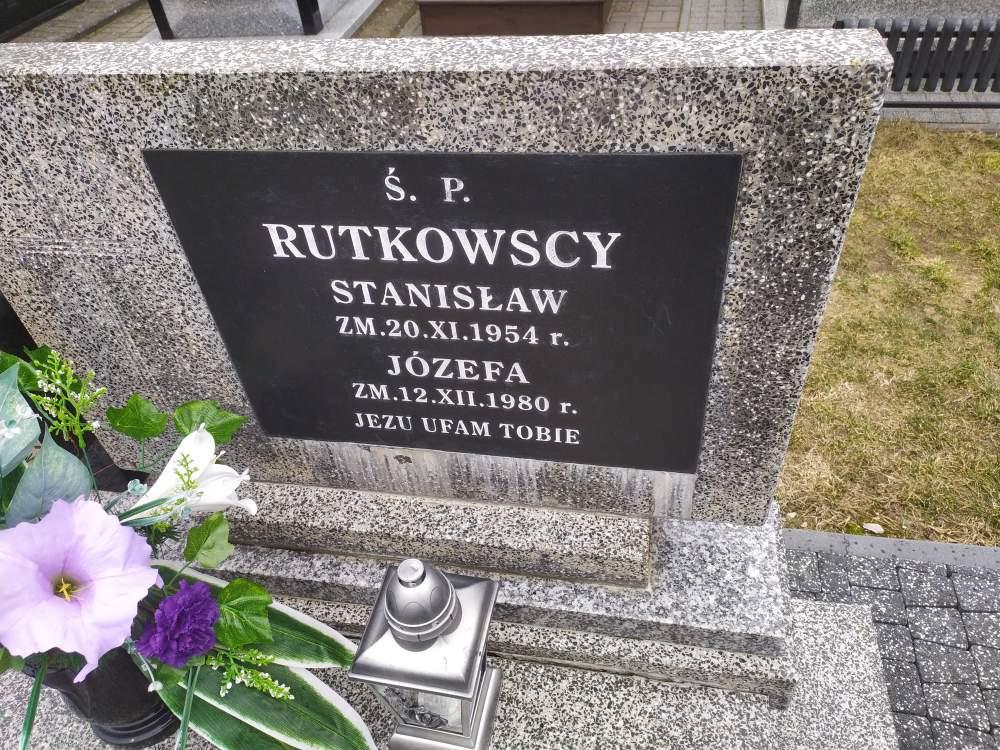 Ś. P.
RUTKOWSCY
STANISŁAW
ZM.20.XI.1954 r.
JÓZEFA
ZM.12.XII.1980 r.
JEZU UFAM TOBIE